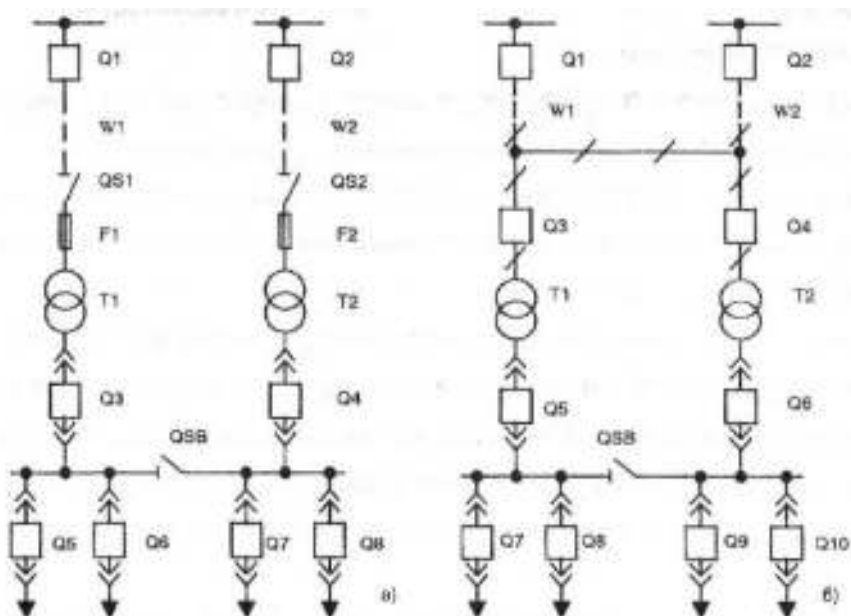 Q1 Q2 Q1 Q2
W1 W2 W1 W2
QS1 QS2
F1 F2 Q3 Q4
T1 T2 T1 T2
Q3 Q4 Q5 Q6
QSB QSB
Q5 Q6 Q7 Q8 Q7 Q8 Q9 Q10
а) б)